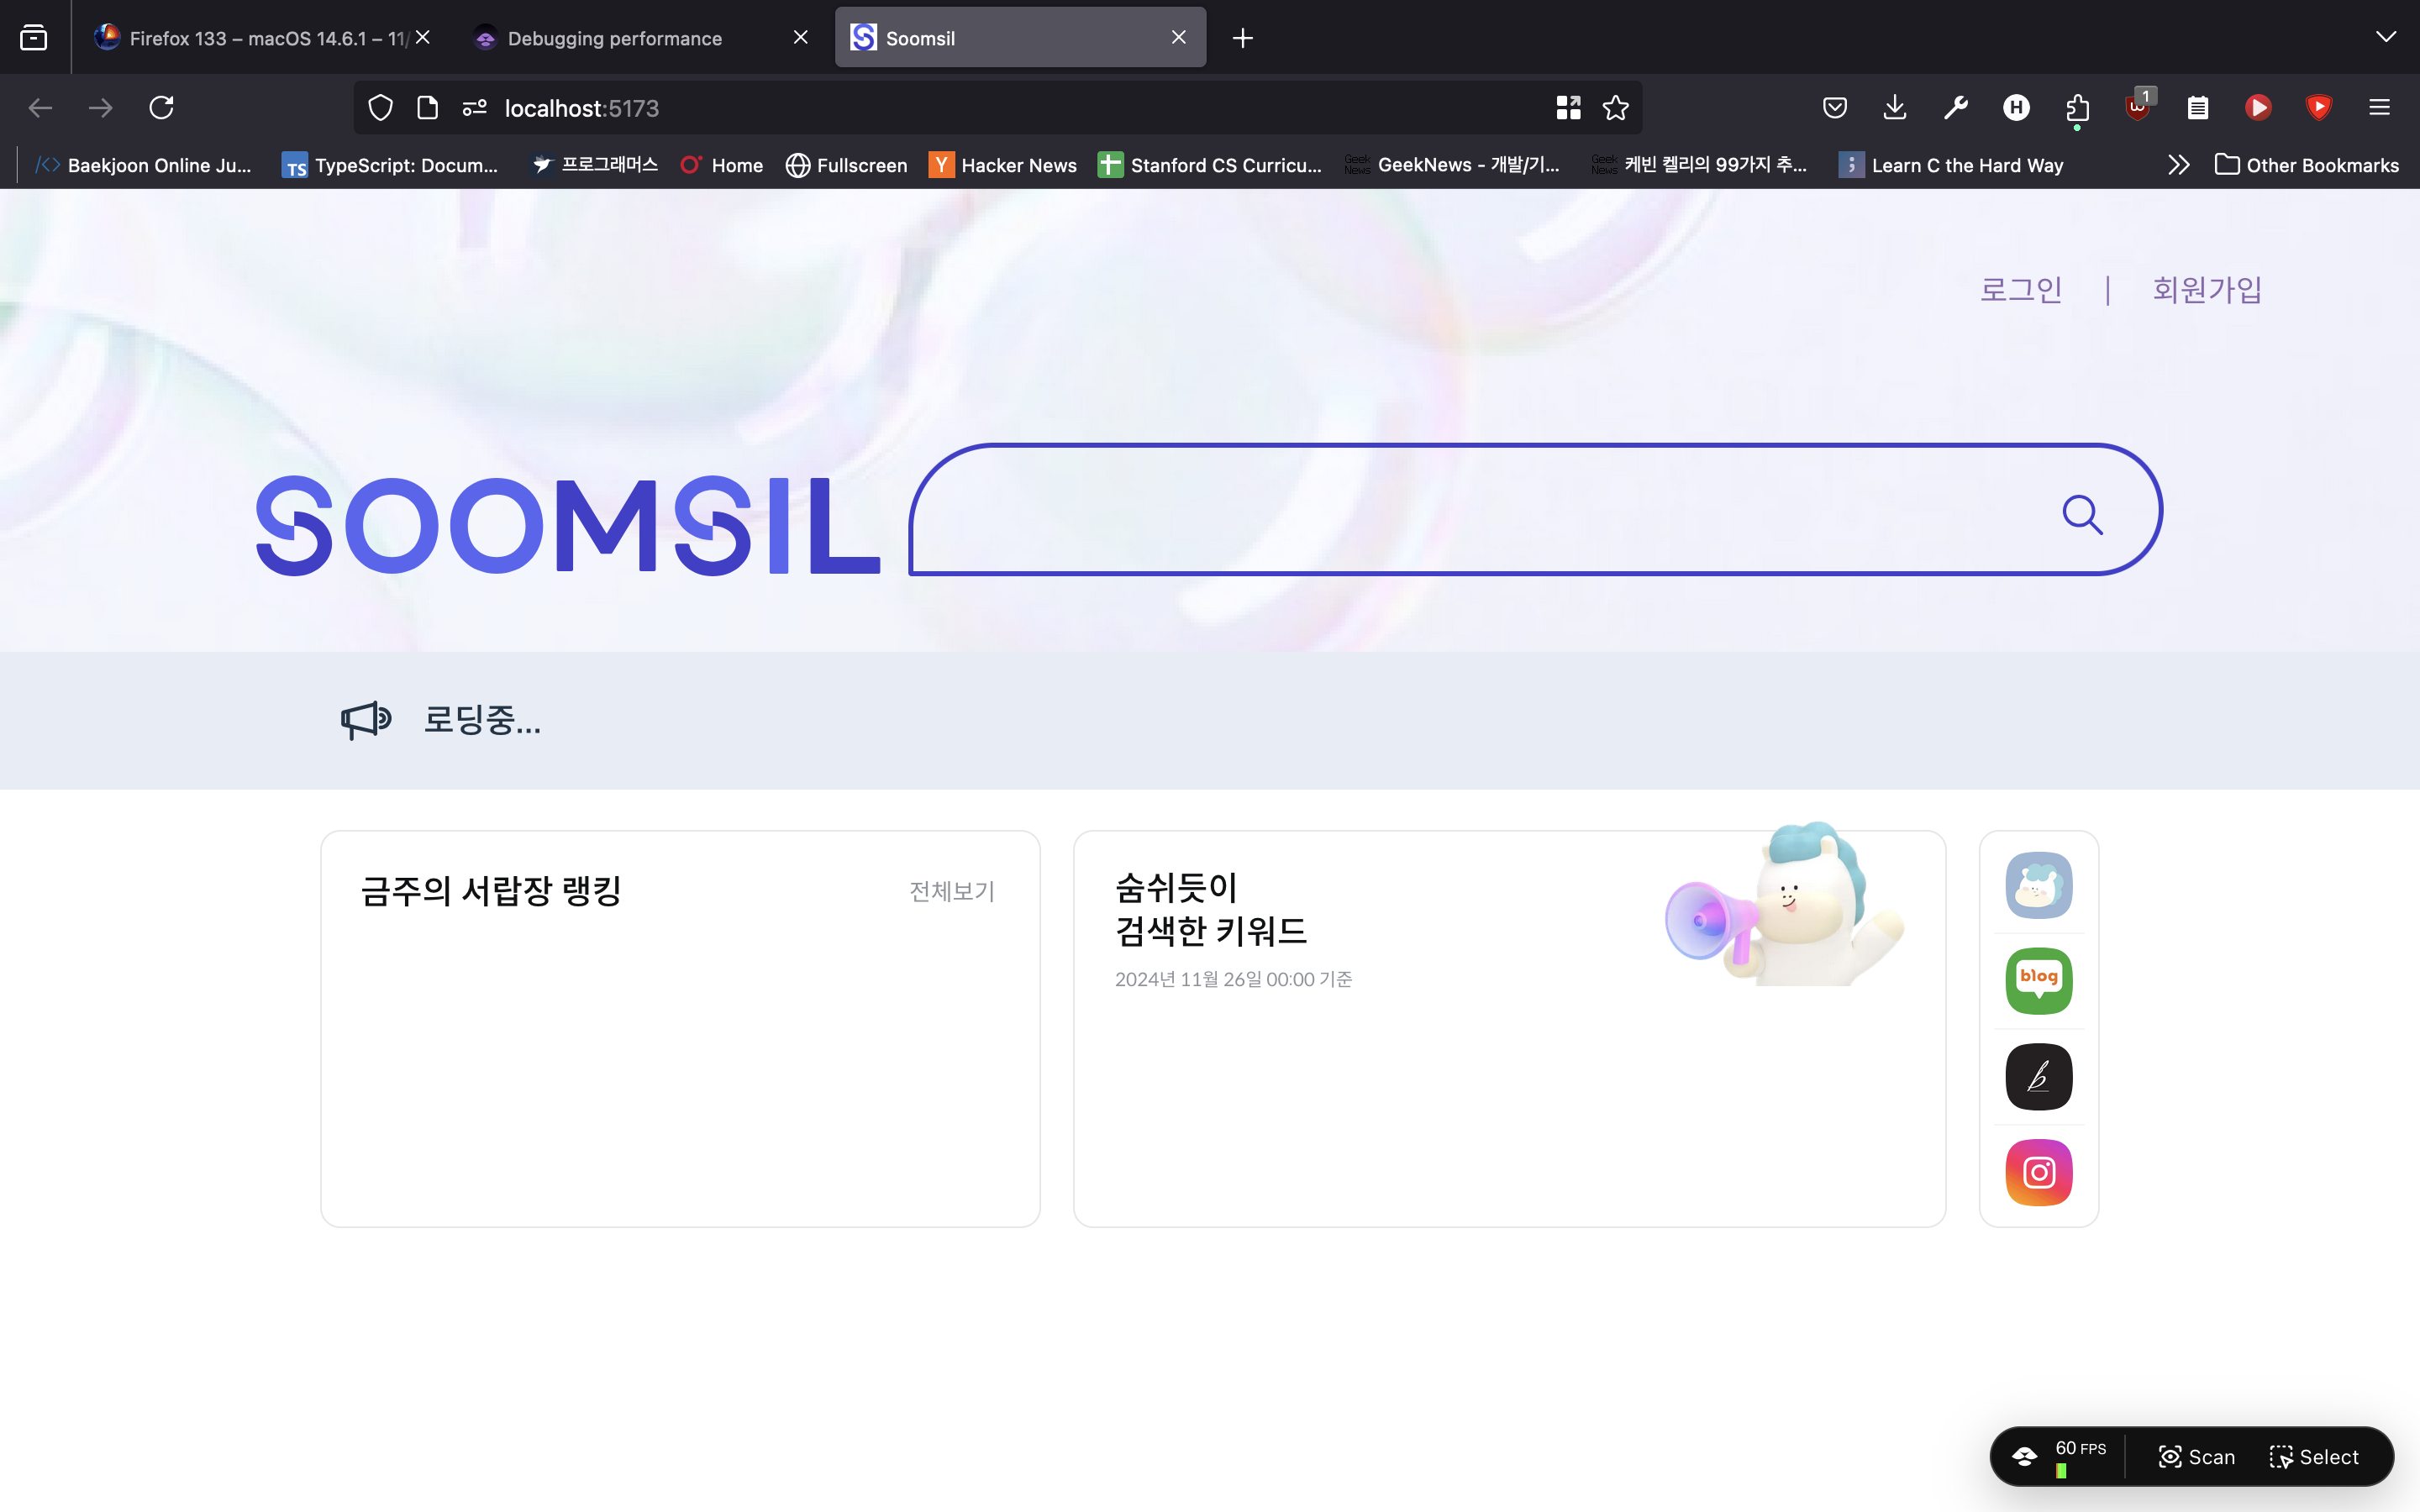 Firefox 133 – macOS 14.6.1 – 11/
Debugging performance
Soomsil
localhost:5173
1
Baekjoon Online Ju...
TypeScript: Docum...
프로그래머스
Home
Fullscreen
Hacker News
Stanford CS Curricu...
GeekNews - 개발/기...
케빈 켈리의 99가지 추...
Learn C the Hard Way
Other Bookmarks
로그인 | 회원가입
SOOMSIL
로딩중...
금주의 서랍장 랭킹
전체보기
숨쉬듯이
검색한 키워드
2024년 11월 26일 00:00 기준
blog
b
60 FPS
Scan
Select